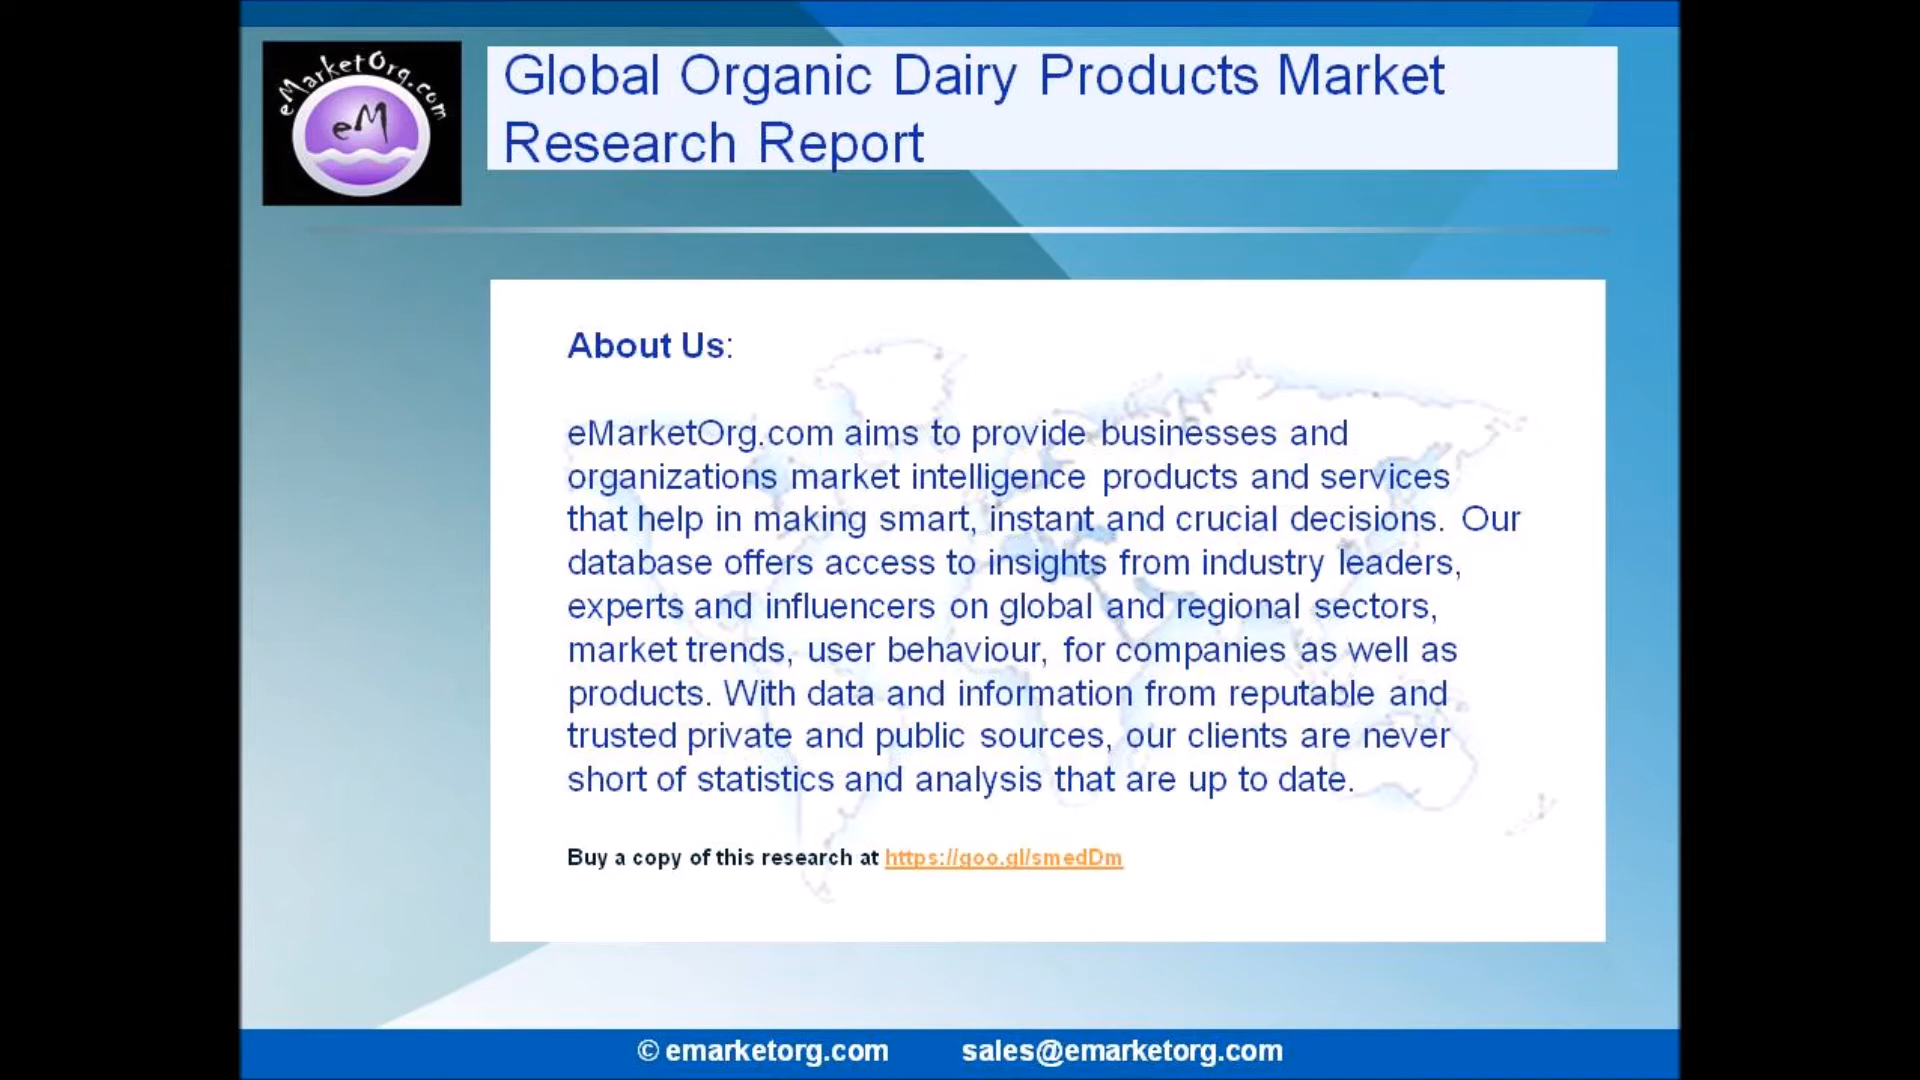 eMarketOrg.com
eM
Global Organic Dairy Products Market
Research Report
About Us:
eMarketOrg.com aims to provide businesses and
organizations market intelligence products and services
that help in making smart, instant and crucial decisions. Our
database offers access to insights from industry leaders,
experts and influencers on global and regional sectors,
market trends, user behaviour, for companies as well as
products. With data and information from reputable and
trusted private and public sources, our clients are never
short of statistics and analysis that are up to date.
Buy a copy of this research at https://goo.gl/smedDm
© emarketorg.com sales@emarketorg.com